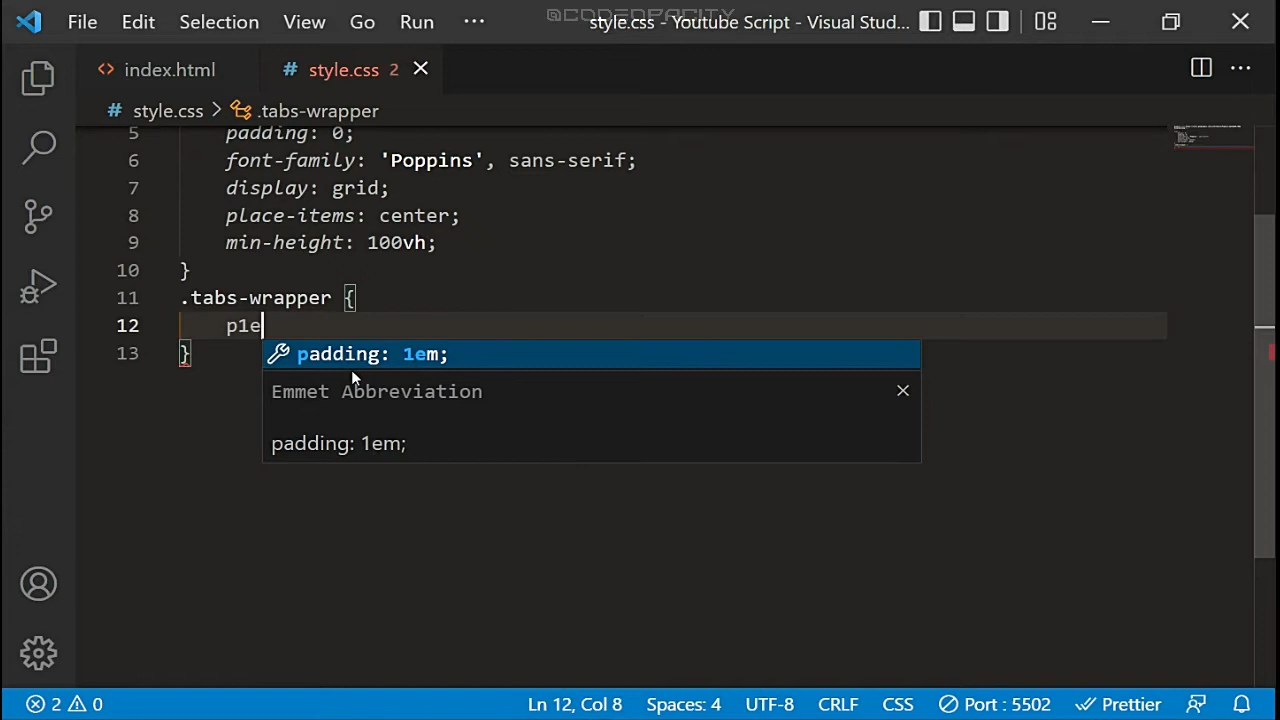 File Edit Selection View Go Run ··· @CODEOPACITY style.css - Youtube Script - Visual Stud...
index.html # style.css 2
# style.css > .tabs-wrapper
5 padding: 0;
6 font-family: 'Poppins', sans-serif;
7 display: grid;
8 place-items: center;
9 min-height: 100vh;
10 }
11 .tabs-wrapper {
12 p1e
13 }
padding: 1em;
Emmet Abbreviation
padding: 1em;
2 0 Ln 12, Col 8 Spaces: 4 UTF-8 CRLF CSS Port : 5502 Prettier